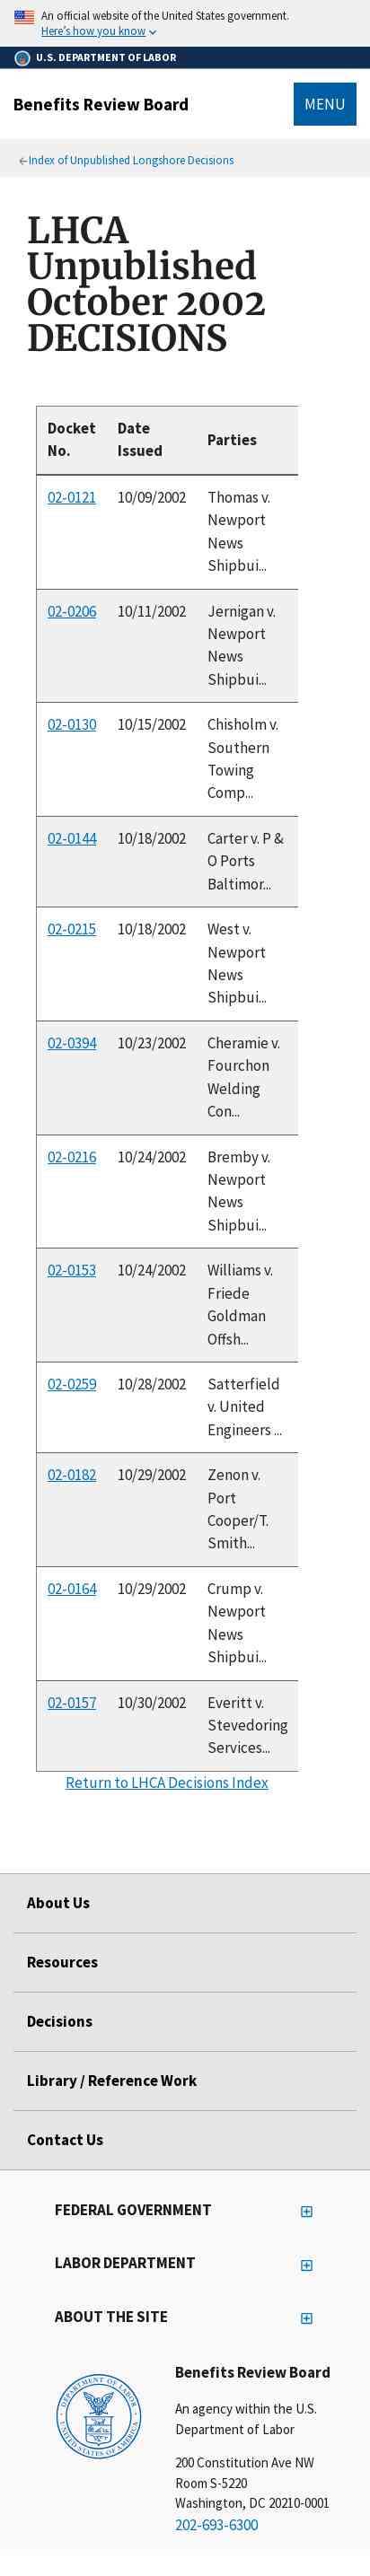 An official website of the United States government.
Here's how you know
U.S. DEPARTMENT OF LABOR
Benefits Review Board
MENU
Index of Unpublished Longshore Decisions
LHCA
Unpublished
October 2002
DECISIONS
Docket No. Date Issued Parties
02-0121 10/09/2002 Thomas v.
Newport
News
Shipbui...
02-0206 10/11/2002 Jernigan v.
Newport
News
Shipbui...
02-0130 10/15/2002 Chisholm v.
Southern
Towing
Comp...
02-0144 10/18/2002 Carter v. P &
O Ports
Baltimor...
02-0215 10/18/2002 West v.
Newport
News
Shipbui...
02-0394 10/23/2002 Cheramie v.
Fourchon
Welding
Con...
02-0216 10/24/2002 Bremby v.
Newport
News
Shipbui...
02-0153 10/24/2002 Williams v.
Friede
Goldman
Offsh...
02-0259 10/28/2002 Satterfield
v. United
Engineers ...
02-0182 10/29/2002 Zenon v.
Port
Cooper/T.
Smith...
02-0164 10/29/2002 Crump v.
Newport
News
Shipbui...
02-0157 10/30/2002 Everitt v.
Stevedoring
Services...
Return to LHCA Decisions Index
About Us
Resources
Decisions
Library / Reference Work
Contact Us
FEDERAL GOVERNMENT
LABOR DEPARTMENT
ABOUT THE SITE
DEPARTMENT OF LABOR
UNITED STATES OF AMERICA
Benefits Review Board
An agency within the U.S.
Department of Labor
200 Constitution Ave NW
Room S-5220
Washington, DC 20210-0001
202-693-6300